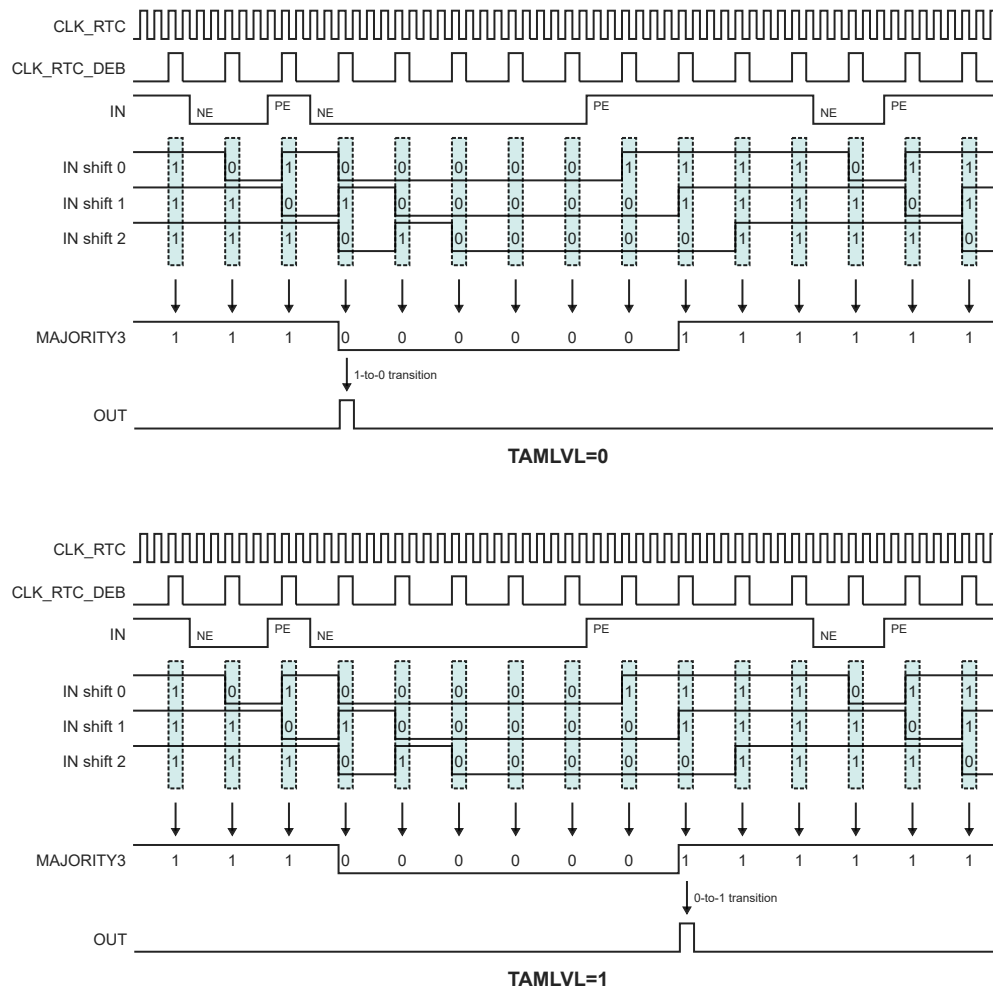 CLK_RTC
CLK_RTC_DEB
IN NE PE NE PE NE PE
IN shift 0 1 0 1 0 0 0 0 0 1 1 1 1 0 1 1
IN shift 1 1 1 0 1 0 0 0 0 0 1 1 1 1 0 1
IN shift 2 1 1 1 0 1 0 0 0 0 0 1 1 1 1 0
MAJORITY3 1 1 1 0 0 0 0 0 0 1 1 1 1 1 1
1-to-0 transition
OUT
TAMLVL=0
CLK_RTC
CLK_RTC_DEB
IN NE PE NE PE NE PE
IN shift 0 1 0 1 0 0 0 0 0 1 1 1 1 0 1 1
IN shift 1 1 1 0 1 0 0 0 0 0 1 1 1 1 0 1
IN shift 2 1 1 1 0 1 0 0 0 0 0 1 1 1 1 0
MAJORITY3 1 1 1 0 0 0 0 0 0 1 1 1 1 1 1
0-to-1 transition
OUT
TAMLVL=1